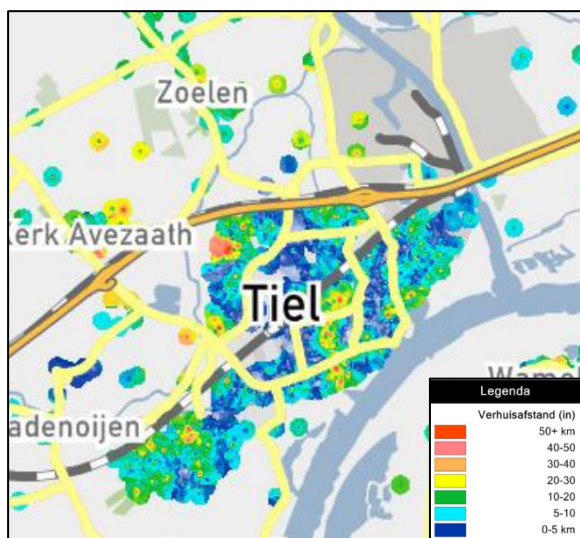 Zoelen
Kerk Avezaath
Tiel
Wamel
adenoijen
Legenda
Verhuisafstand (in)
50+ km
40-50
30-40
20-30
10-20
5-10
0-5 km